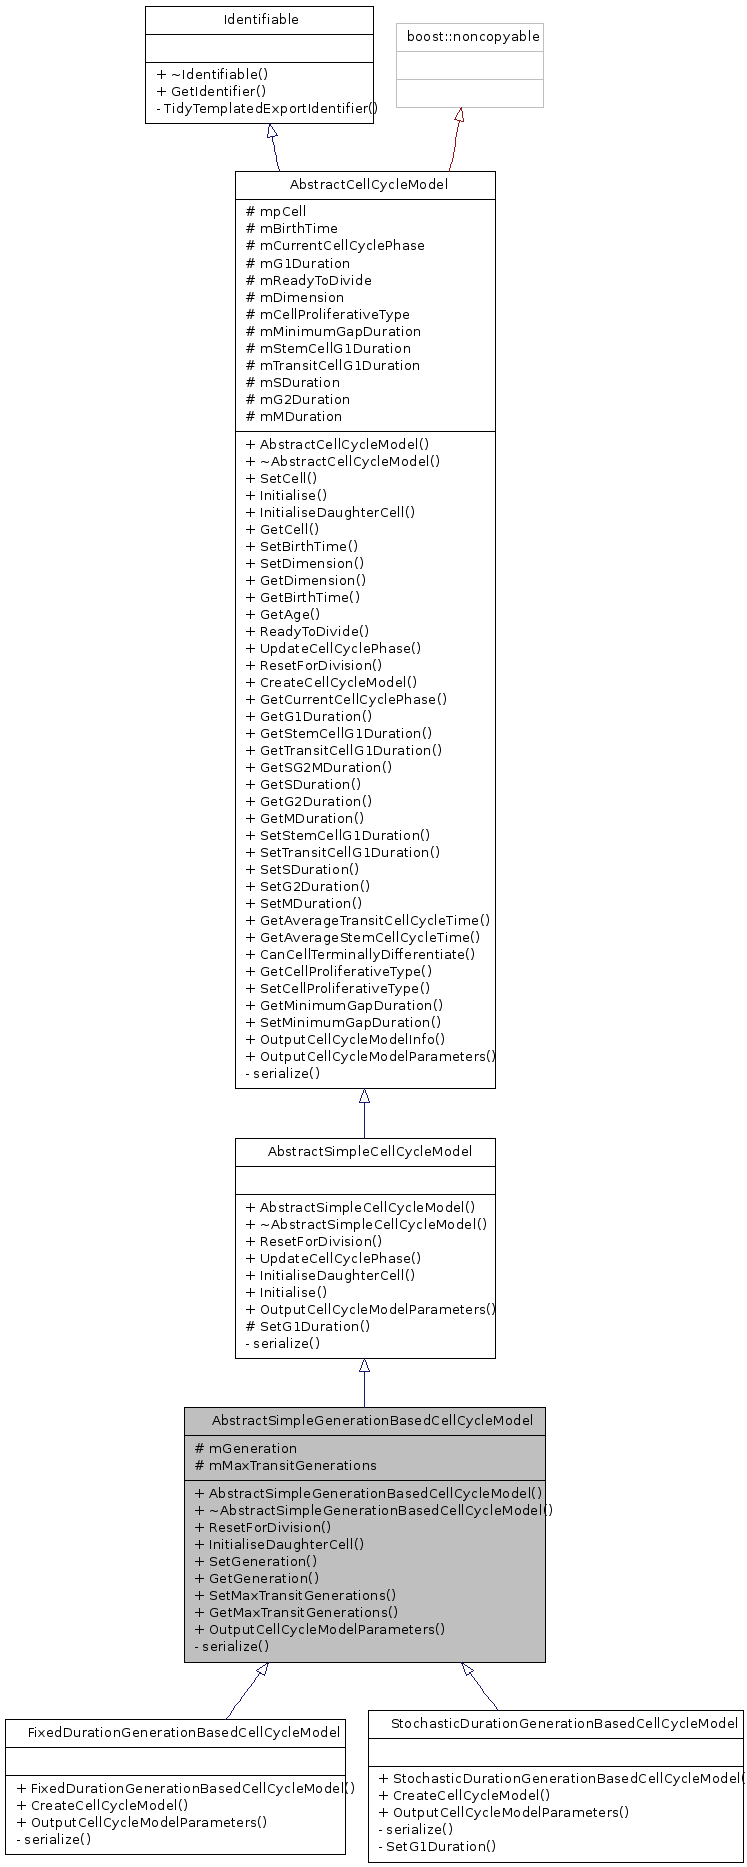 Identifiable
+ ~Identifiable()
+ GetIdentifier()
- TidyTemplatedExportIdentifier()
boost::noncopyable
AbstractCellCycleModel
# mpCell
# mBirthTime
# mCurrentCellCyclePhase
# mG1Duration
# mReadyToDivide
# mDimension
# mCellProliferativeType
# mMinimumGapDuration
# mStemCellG1Duration
# mTransitCellG1Duration
# mSDuration
# mG2Duration
# mMDuration
+ AbstractCellCycleModel()
+ ~AbstractCellCycleModel()
+ SetCell()
+ Initialise()
+ InitialiseDaughterCell()
+ GetCell()
+ SetBirthTime()
+ SetDimension()
+ GetDimension()
+ GetBirthTime()
+ GetAge()
+ ReadyToDivide()
+ UpdateCellCyclePhase()
+ ResetForDivision()
+ CreateCellCycleModel()
+ GetCurrentCellCyclePhase()
+ GetG1Duration()
+ GetStemCellG1Duration()
+ GetTransitCellG1Duration()
+ GetSG2MDuration()
+ GetSDuration()
+ GetG2Duration()
+ GetMDuration()
+ SetStemCellG1Duration()
+ SetTransitCellG1Duration()
+ SetSDuration()
+ SetG2Duration()
+ SetMDuration()
+ GetAverageTransitCellCycleTime()
+ GetAverageStemCellCycleTime()
+ CanCellTerminallyDifferentiate()
+ GetCellProliferativeType()
+ SetCellProliferativeType()
+ GetMinimumGapDuration()
+ SetMinimumGapDuration()
+ OutputCellCycleModelInfo()
+ OutputCellCycleModelParameters()
- serialize()
AbstractSimpleCellCycleModel
+ AbstractSimpleCellCycleModel()
+ ~AbstractSimpleCellCycleModel()
+ ResetForDivision()
+ UpdateCellCyclePhase()
+ InitialiseDaughterCell()
+ Initialise()
+ OutputCellCycleModelParameters()
# SetG1Duration()
- serialize()
AbstractSimpleGenerationBasedCellCycleModel
# mGeneration
# mMaxTransitGenerations
+ AbstractSimpleGenerationBasedCellCycleModel()
+ ~AbstractSimpleGenerationBasedCellCycleModel()
+ ResetForDivision()
+ InitialiseDaughterCell()
+ SetGeneration()
+ GetGeneration()
+ SetMaxTransitGenerations()
+ GetMaxTransitGenerations()
+ OutputCellCycleModelParameters()
- serialize()
FixedDurationGenerationBasedCellCycleModel
+ FixedDurationGenerationBasedCellCycleModel()
+ CreateCellCycleModel()
+ OutputCellCycleModelParameters()
- serialize()
StochasticDurationGenerationBasedCellCycleModel
+ StochasticDurationGenerationBasedCellCycleModel(
+ CreateCellCycleModel()
+ OutputCellCycleModelParameters()
- serialize()
- SetG1Duration()